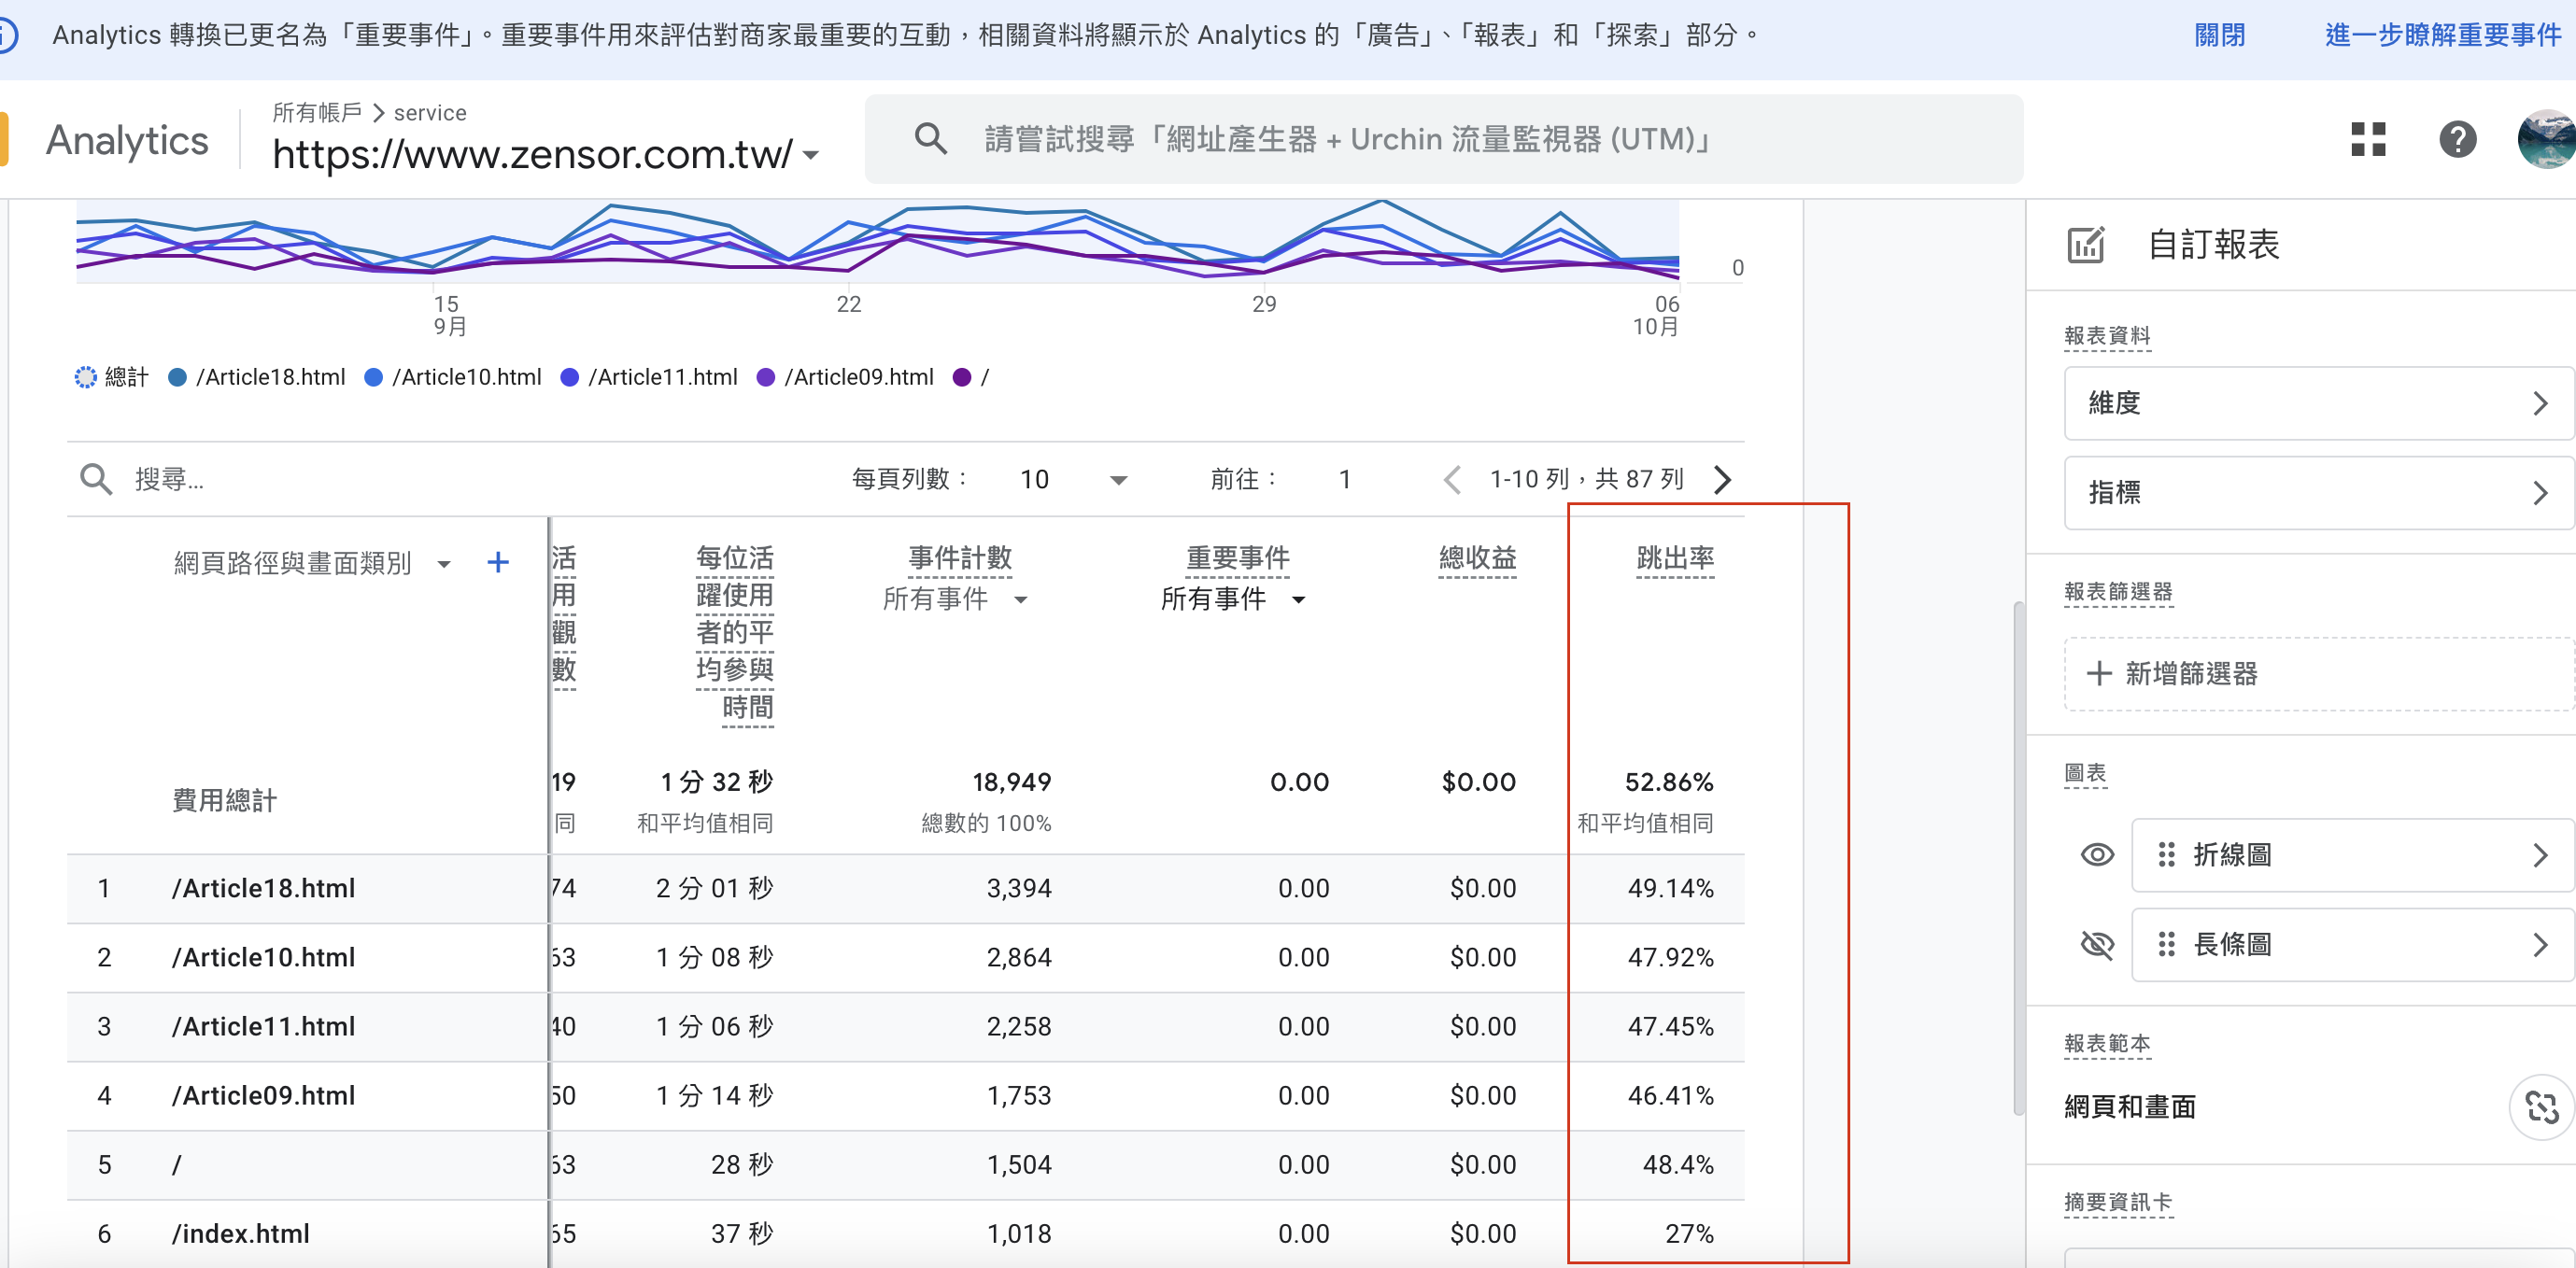 Analytics 轉換已更名為「重要事件」。重要事件用來評估對商家最重要的互動，相關資料將顯示於 Analytics 的「廣告」、「報表」和「探索」部分。 關閉 進一步瞭解重要事件
Analytics
所有帳戶 > service
https://www.zensor.com.tw/
請嘗試搜尋「網址產生器 + Urchin 流量監視器 (UTM)」
0
15 22 29 06
9月 10月
總計 /Article18.html /Article10.html /Article11.html /Article09.html /
搜尋... 每頁列數： 10 前往： 1 1-10 列，共 87 列
網頁路徑與畫面類別 +
活
用
觀
數
每位活
躍使用
者的平
均參與
時間
事件計數
所有事件
重要事件
所有事件
總收益
跳出率
費用總計
19 1 分 32 秒 18,949 0.00 $0.00 52.86%
同 和平均值相同 總數的 100% 和平均值相同
1 /Article18.html 74 2 分 01 秒 3,394 0.00 $0.00 49.14%
2 /Article10.html 63 1 分 08 秒 2,864 0.00 $0.00 47.92%
3 /Article11.html 40 1 分 06 秒 2,258 0.00 $0.00 47.45%
4 /Article09.html 50 1 分 14 秒 1,753 0.00 $0.00 46.41%
5 / 63 28 秒 1,504 0.00 $0.00 48.4%
6 /index.html 65 37 秒 1,018 0.00 $0.00 27%
自訂報表
報表資料
維度
指標
報表篩選器
+ 新增篩選器
圖表
折線圖
長條圖
報表範本
網頁和畫面
摘要資訊卡